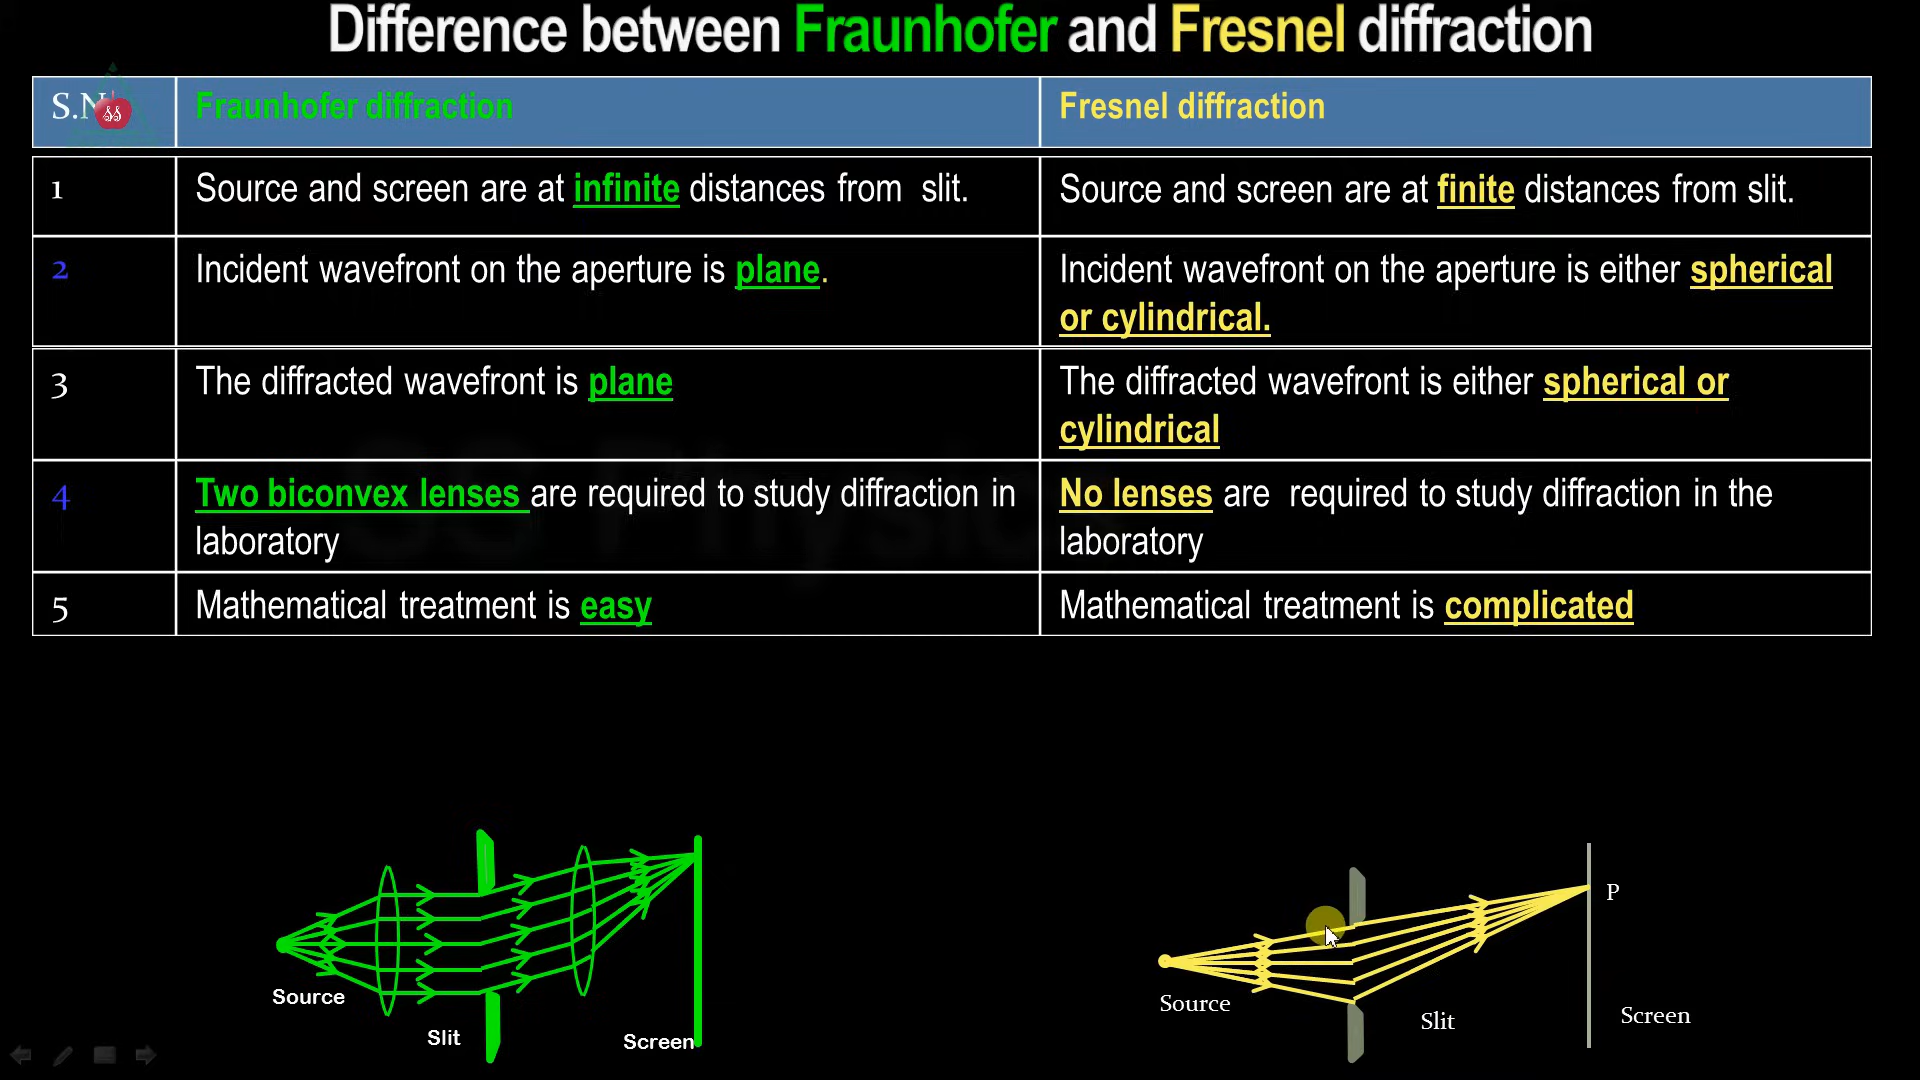 Difference between Fraunhofer and Fresnel diffraction
S.N
Fraunhofer diffraction
Fresnel diffraction
1
Source and screen are at infinite distances from slit.
Source and screen are at finite distances from slit.
2
Incident wavefront on the aperture is plane.
Incident wavefront on the aperture is either spherical
or cylindrical.
3
The diffracted wavefront is plane
The diffracted wavefront is either spherical or
cylindrical
4
Two biconvex lenses are required to study diffraction in
laboratory
No lenses are required to study diffraction in the
laboratory
5
Mathematical treatment is easy
Mathematical treatment is complicated
Source
Slit
Screen
Source
Slit
P
Screen